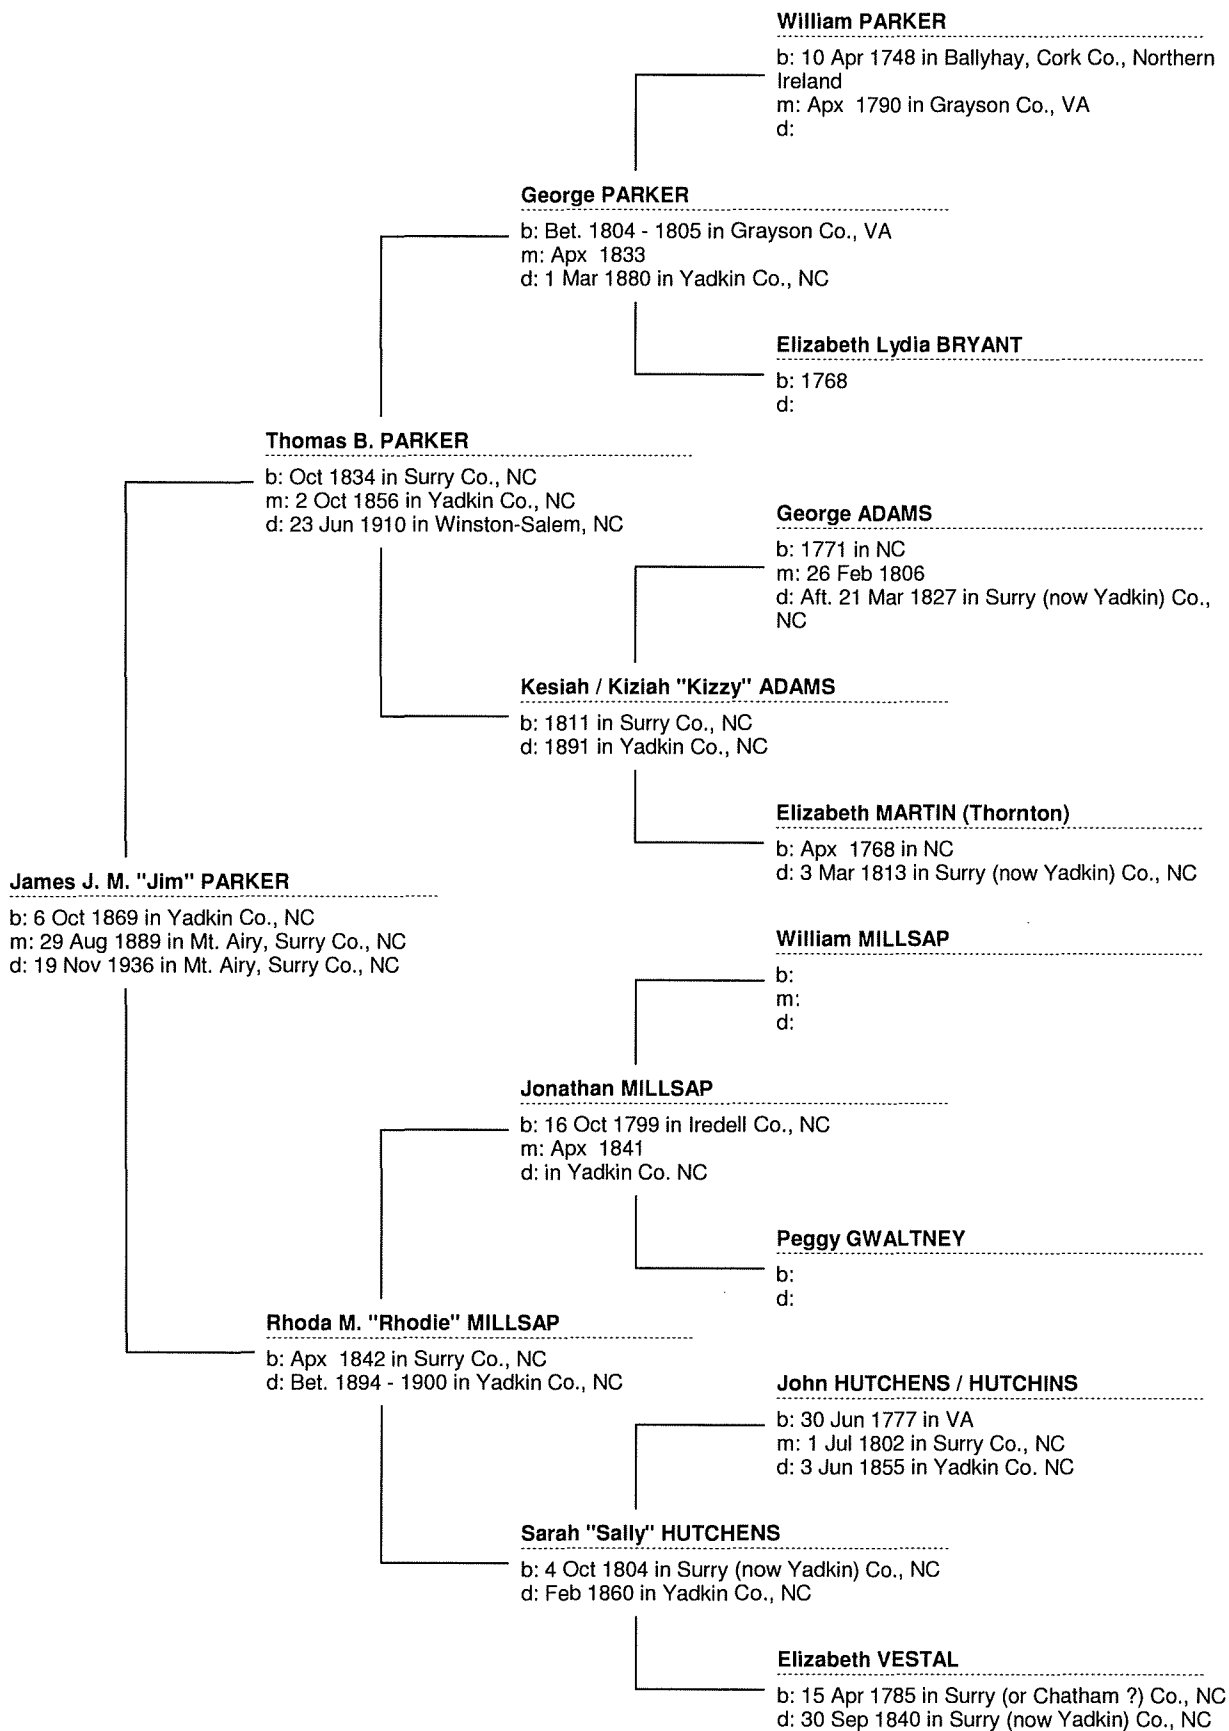 William PARKER
b: 10 Apr 1748 in Ballyhay, Cork Co., Northern
Ireland
m: Apx 1790 in Grayson Co., VA
d:
George PARKER
b: Bet. 1804 - 1805 in Grayson Co., VA
m: Apx 1833
d: 1 Mar 1880 in Yadkin Co., NC
Elizabeth Lydia BRYANT
b: 1768
d:
Thomas B. PARKER
b: Oct 1834 in Surry Co., NC
m: 2 Oct 1856 in Yadkin Co., NC
d: 23 Jun 1910 in Winston-Salem, NC
George ADAMS
b: 1771 in NC
m: 26 Feb 1806
d: Aft. 21 Mar 1827 in Surry (now Yadkin) Co.,
NC
Kesiah / Kiziah "Kizzy" ADAMS
b: 1811 in Surry Co., NC
d: 1891 in Yadkin Co., NC
Elizabeth MARTIN (Thornton)
b: Apx 1768 in NC
d: 3 Mar 1813 in Surry (now Yadkin) Co., NC
James J. M. "Jim" PARKER
b: 6 Oct 1869 in Yadkin Co., NC
m: 29 Aug 1889 in Mt. Airy, Surry Co., NC
d: 19 Nov 1936 in Mt. Airy, Surry Co., NC
William MILLSAP
b:
m:
d:
Jonathan MILLSAP
b: 16 Oct 1799 in Iredell Co., NC
m: Apx 1841
d: in Yadkin Co. NC
Peggy GWALTNEY
b:
d:
Rhoda M. "Rhodie" MILLSAP
b: Apx 1842 in Surry Co., NC
d: Bet. 1894 - 1900 in Yadkin Co., NC
John HUTCHENS / HUTCHINS
b: 30 Jun 1777 in VA
m: 1 Jul 1802 in Surry Co., NC
d: 3 Jun 1855 in Yadkin Co. NC
Sarah "Sally" HUTCHENS
b: 4 Oct 1804 in Surry (now Yadkin) Co., NC
d: Feb 1860 in Yadkin Co., NC
Elizabeth VESTAL
b: 15 Apr 1785 in Surry (or Chatham ?) Co., NC
d: 30 Sep 1840 in Surry (now Yadkin) Co., NC